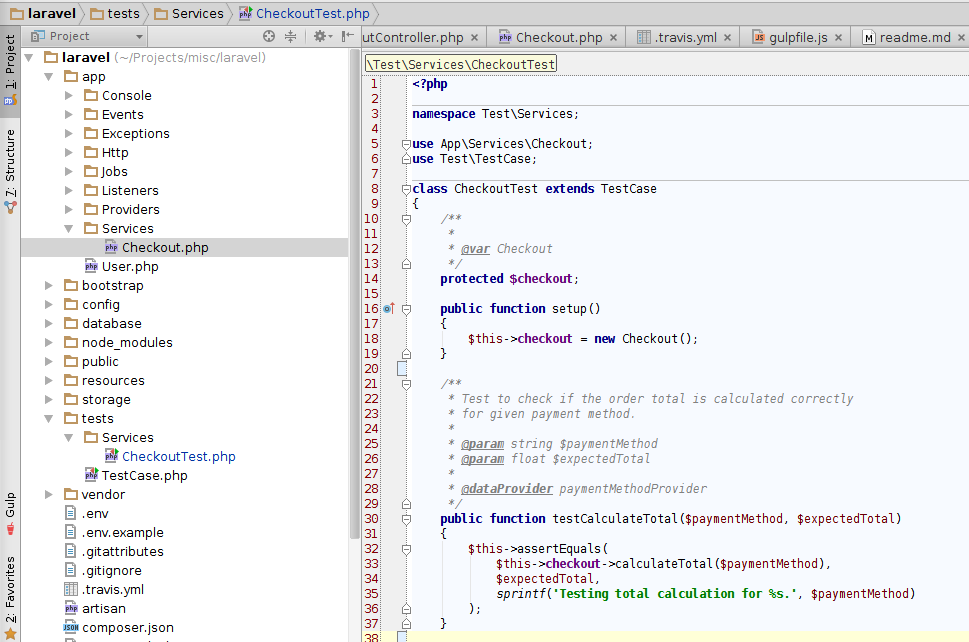 laravel tests Services CheckoutTest.php
1: Project
7: Structure
Gulp
2: Favorites
Project
laravel (~/Projects/misc/laravel)
app
Console
Events
Exceptions
Http
Jobs
Listeners
Providers
Services
Checkout.php
User.php
bootstrap
config
database
node_modules
public
resources
storage
tests
Services
CheckoutTest.php
TestCase.php
vendor
.env
.env.example
.gitattributes
.gitignore
.travis.yml
artisan
composer.json
utController.php Checkout.php .travis.yml gulpfile.js readme.md
\Test\Services\CheckoutTest
1 <?php
2
3 namespace Test\Services;
4
5 use App\Services\Checkout;
6 use Test\TestCase;
7
8 class CheckoutTest extends TestCase
9 {
10 /**
11 *
12 * @var Checkout
13 */
14 protected $checkout;
15
16 public function setup()
17 {
18 $this->checkout = new Checkout();
19 }
20
21 /**
22 * Test to check if the order total is calculated correctly
23 * for given payment method.
24 *
25 * @param string $paymentMethod
26 * @param float $expectedTotal
27 *
28 * @dataProvider paymentMethodProvider
29 */
30 public function testCalculateTotal($paymentMethod, $expectedTotal)
31 {
32 $this->assertEquals(
33 $this->checkout->calculateTotal($paymentMethod),
34 $expectedTotal,
35 sprintf('Testing total calculation for %s.', $paymentMethod)
36 );
37 }
38